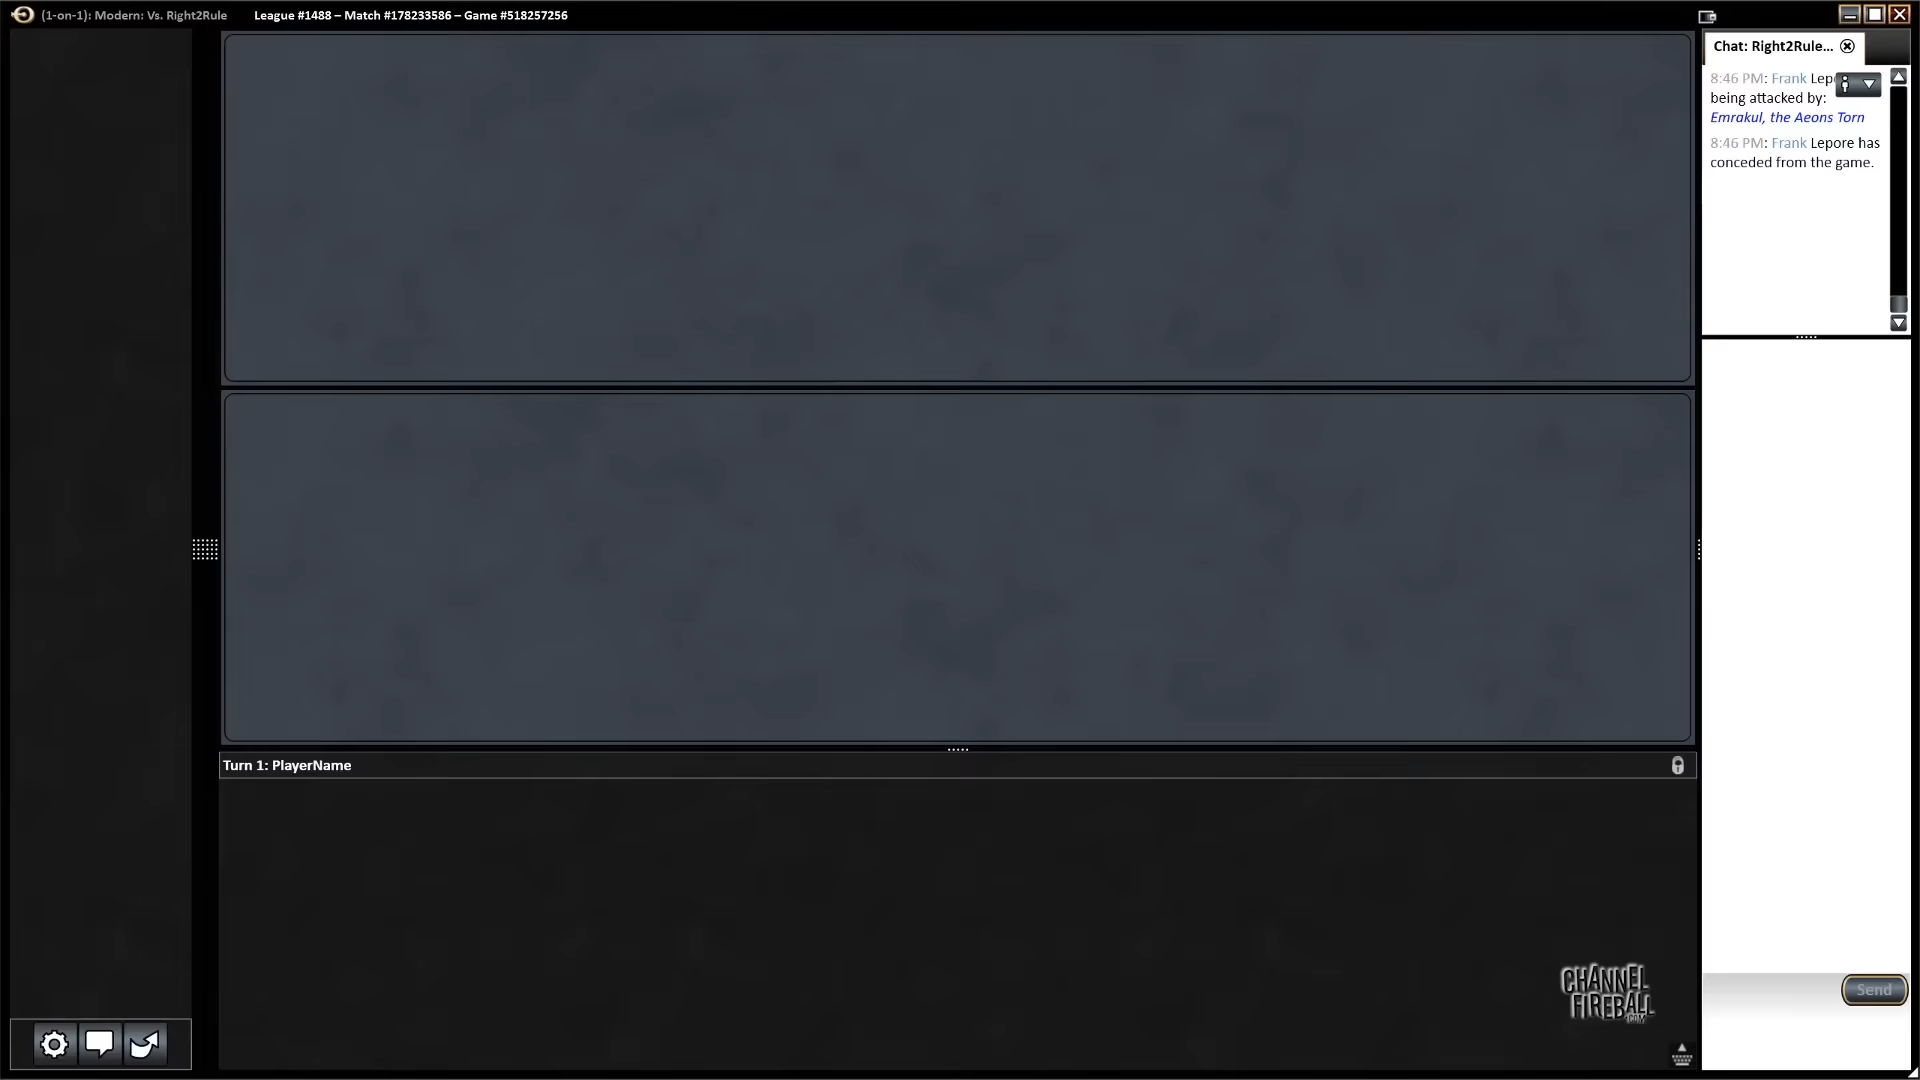 (1-on-1): Modern: Vs. Right2Rule League #1488 – Match #178233586 – Game #518257256
Chat: Right2Rule...
8:46 PM: Frank Lep
being attacked by:
Emrakul, the Aeons Torn
8:46 PM: Frank Lepore has
conceded from the game.
Turn 1: PlayerName
CHANNEL
FIREBALL
.COM
Send